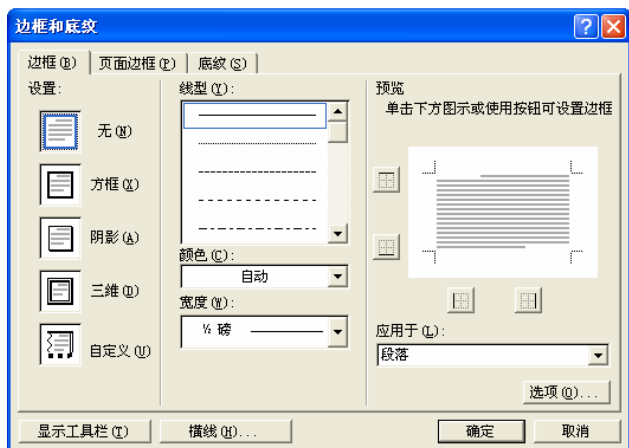 边框和底纹
边框(B) 页面边框(P) 底纹(S)
设置:
无(N)
方框(X)
阴影(A)
三维(D)
自定义(U)
线型(Y):
颜色(C):
自动
宽度(W):
½ 磅
预览
单击下方图示或使用按钮可设置边框
应用于(L):
段落
选项(O)...
显示工具栏(T) 横线(H)... 确定 取消